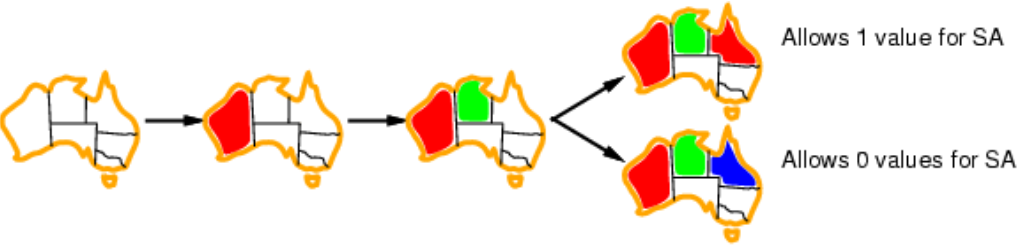 Allows 1 value for SA
Allows 0 values for SA